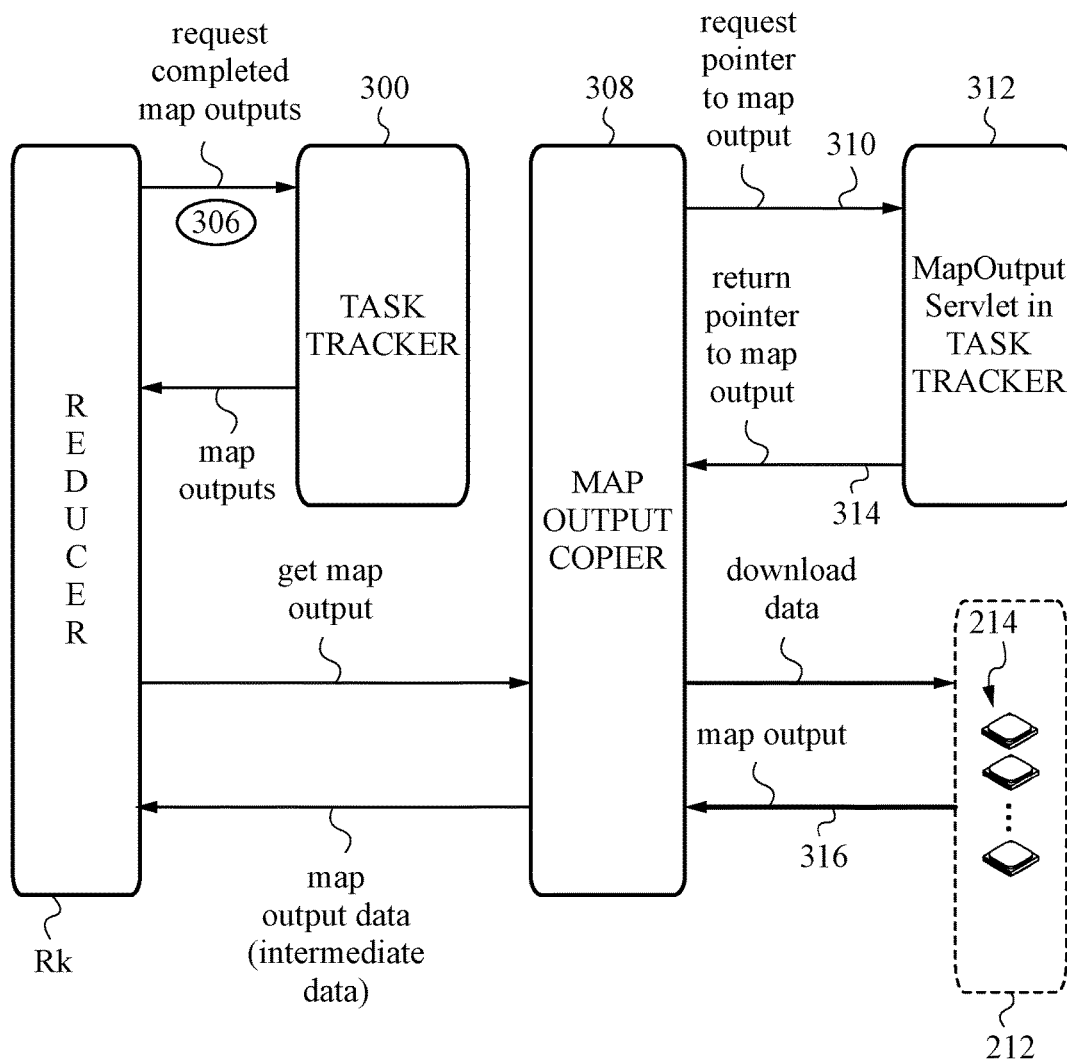 request
completed
map outputs
300
308
request
pointer
to map
output
310
312
306
TASK
TRACKER
return
pointer
to map
output
MapOutput
Servlet in
TASK
TRACKER
R
E
D
U
C
E
R
map
outputs
MAP
OUTPUT
COPIER
314
get map
output
download
data
214
map output
316
map
output data
(intermediate
data)
Rk
212